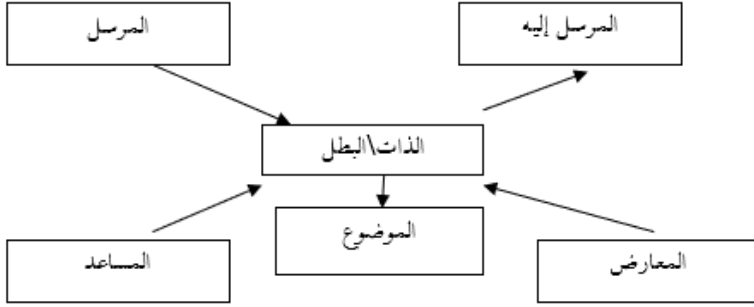 المرسل إليه
المرسل
الذات\البطل
الموضوع
المعارض
المساعد